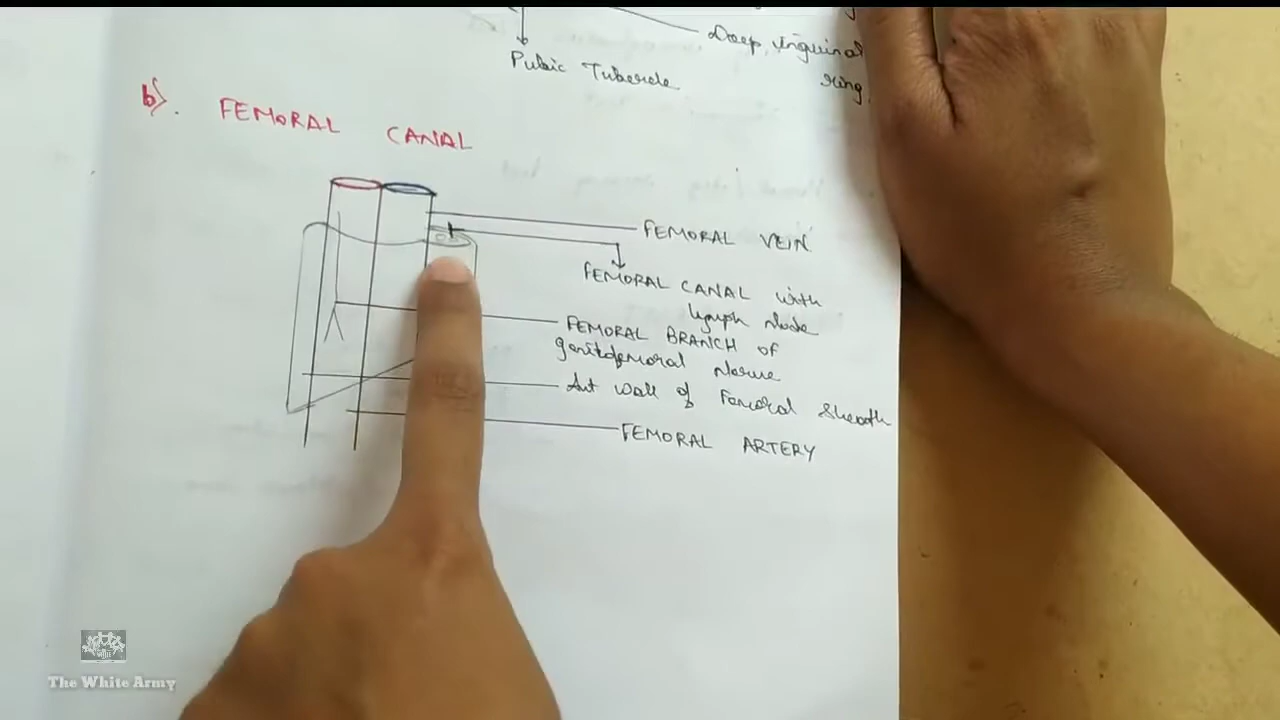 Deep Inguinal
ring.
Pubic Tubercle
b). FEMORAL CANAL
FEMORAL VEIN
FEMORAL CANAL with
lymph Node
FEMORAL BRANCH OF
genitofemoral Nerve
Ant Wall of Femoral Sheath
FEMORAL ARTERY
The White Army